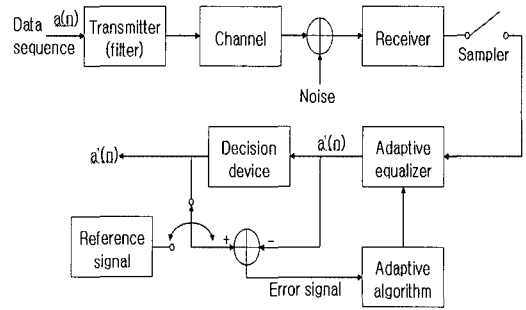 Data
sequence
a(n)
Transmitter
(filter)
Channel
Receiver
Sampler
Noise
a'(n)
Decision
device
a'(n)
Adaptive
equalizer
Reference
signal
+
-
Error signal
Adaptive
algorithm